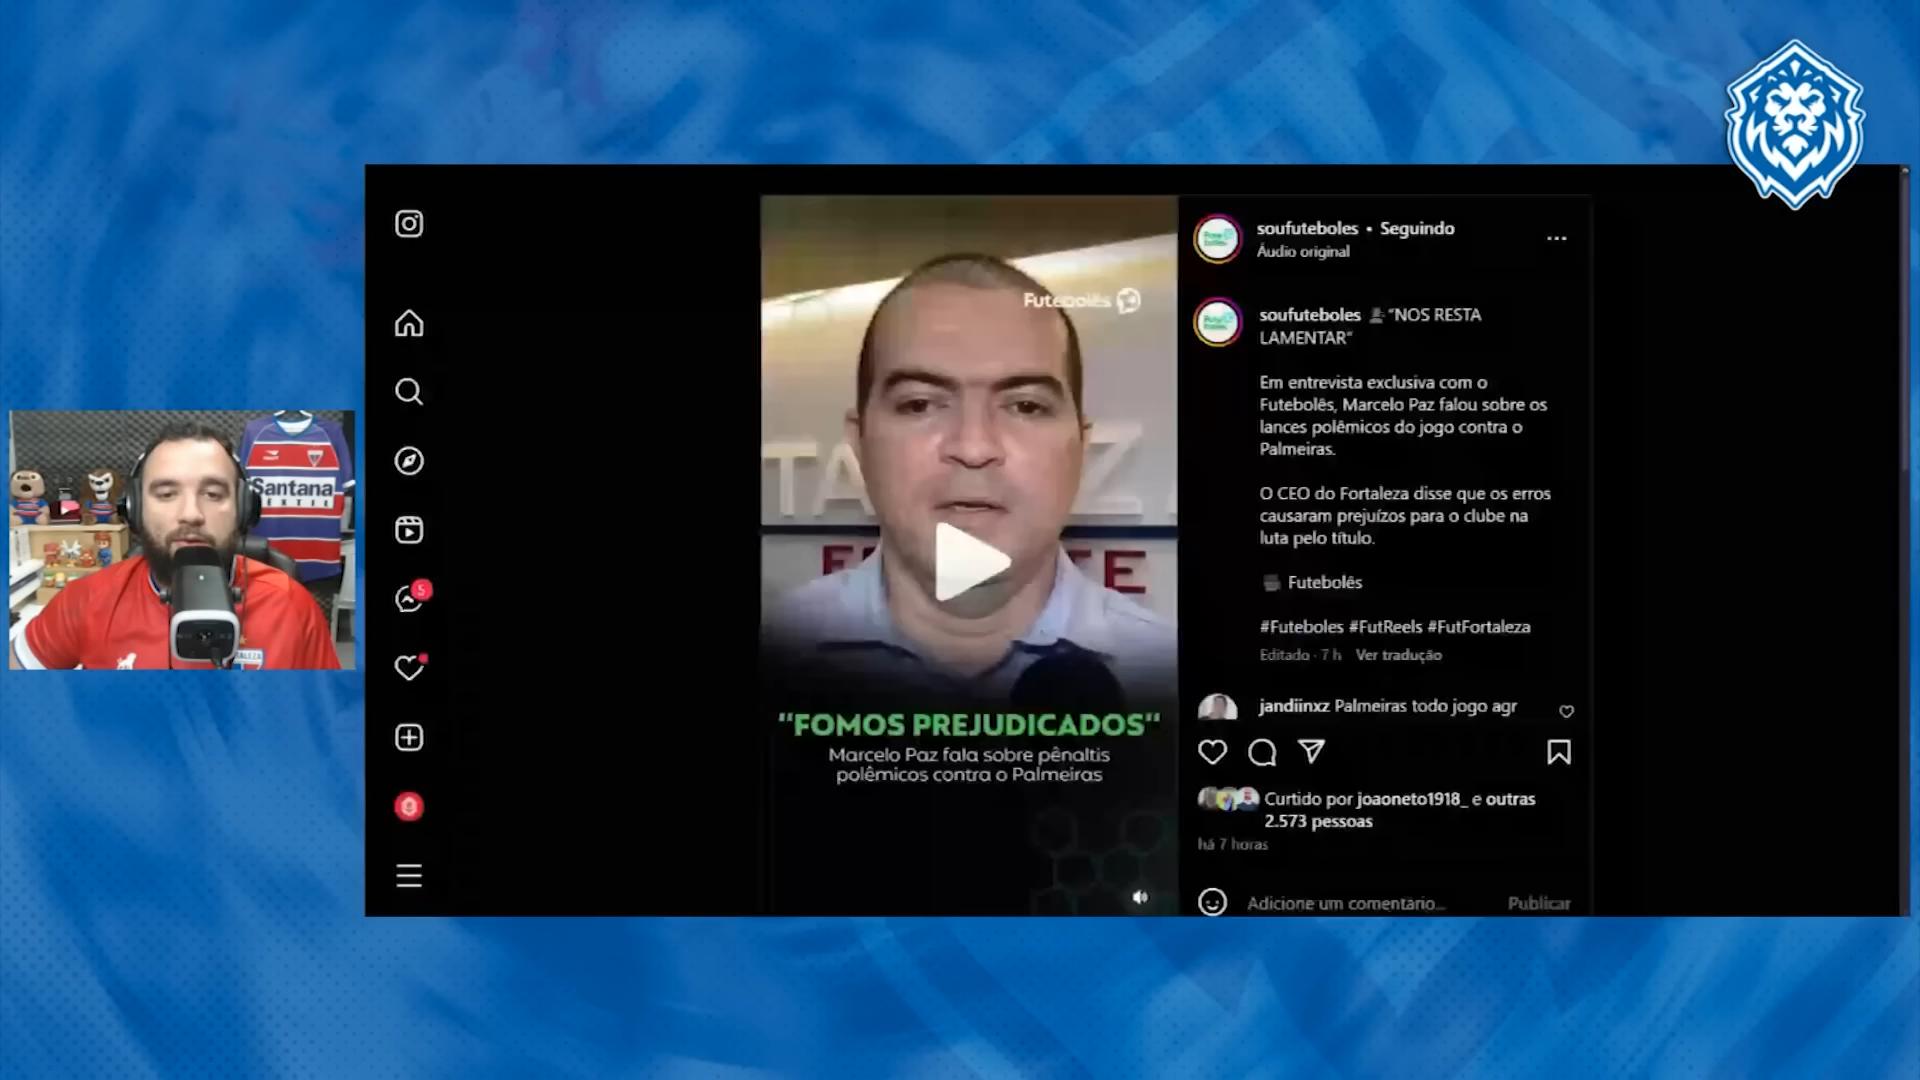 soufuteboles • Seguindo
Áudio original
soufuteboles "NOS RESTA
LAMENTAR"
Em entrevista exclusiva com o
Futebolês, Marcelo Paz falou sobre os
lances polêmicos do jogo contra o
Palmeiras.
O CEO do Fortaleza disse que os erros
causaram prejuízos para o clube na
luta pelo título.
Futebolês
#Futeboles #FutReels #FutFortaleza
Editado · 7 h Ver tradução
jandiinxz Palmeiras todo jogo agr
Curtido por joaoneto1918_ e outras
2.573 pessoas
há 7 horas
Adicione um comentário...
Publicar
Futebolês
"FOMOS PREJUDICADOS"
Marcelo Paz fala sobre pênaltis
polêmicos contra o Palmeiras
5
Santana